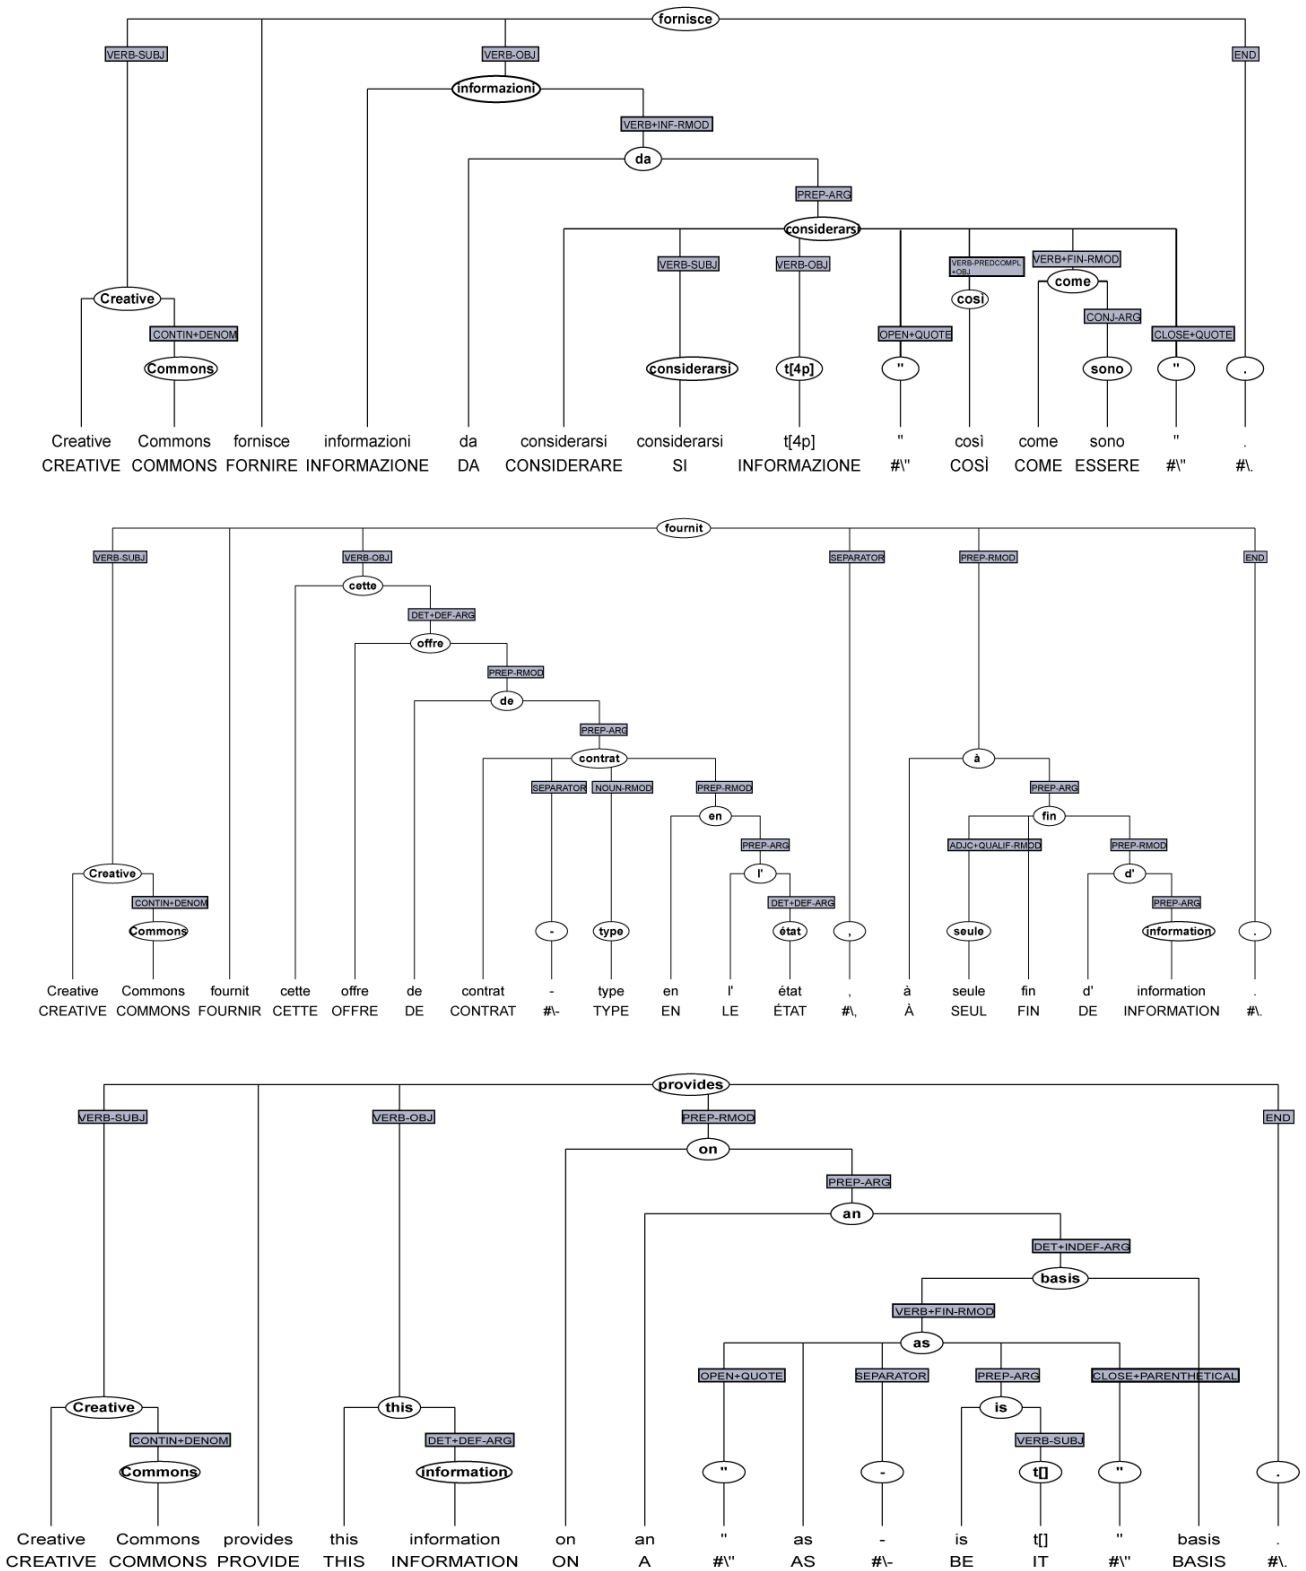 fornisce
VERB-SUBJ VERB-OBJ END
informazioni
VERB+INF-RMOD
da
PREP-ARG
considerarsi
VERB-SUBJ VERB-OBJ VERB-PREDCOMPL VERB+FIN-RMOD
+OBJ
come
Creative così
CONJ-ARG
CONTIN+DENOM OPEN+QUOTE CLOSE+QUOTE
Commons considerarsi t[4p] " sono " .
Creative Commons fornisce informazioni da considerarsi considerarsi t[4p] " così come sono " .
CREATIVE COMMONS FORNIRE INFORMAZIONE DA CONSIDERARE SI INFORMAZIONE #\" COSÌ COME ESSERE #\" #\.
fournit
VERB-SUBJ VERB-OBJ SEPARATOR PREP-RMOD END
cette
DET+DEF-ARG
offre
PREP-RMOD
de
PREP-ARG
contrat à
SEPARATOR NOUN-RMOD PREP-RMOD PREP-ARG
en fin
PREP-ARG ADJC+QUALIF-RMOD PREP-RMOD
Creative l' d'
CONTIN+DENOM DET+DEF-ARG PREP-ARG
Commons - type état , seule information .
Creative Commons fournit cette offre de contrat - type en l' état , à seule fin d' information .
CREATIVE COMMONS FOURNIR CETTE OFFRE DE CONTRAT #\- TYPE EN LE ÉTAT #\, À SEUL FIN DE INFORMATION #\.
provides
VERB-SUBJ VERB-OBJ PREP-RMOD END
on
PREP-ARG
an
DET+INDEF-ARG
basis
VERB+FIN-RMOD
as
OPEN+QUOTE SEPARATOR PREP-ARG CLOSE+PARENTHETICAL
Creative this is
CONTIN+DENOM DET+DEF-ARG VERB-SUBJ
Commons information " - t[] " .
Creative Commons provides this information on an " as - is t[] " basis .
CREATIVE COMMONS PROVIDE THIS INFORMATION ON A #\" AS #\- BE IT #\" BASIS #\.